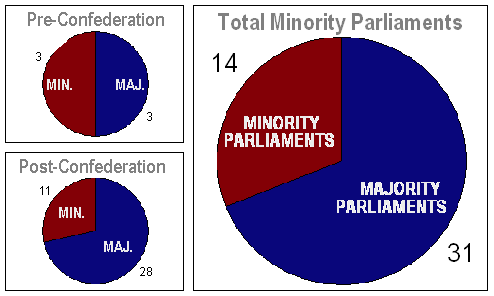 Pre-Confederation
3
MIN.
MAJ.
3
Post-Confederation
11
MIN.
MAJ.
28
Total Minority Parliaments
14
MINORITY
PARLIAMENTS
MAJORITY
PARLIAMENTS
31